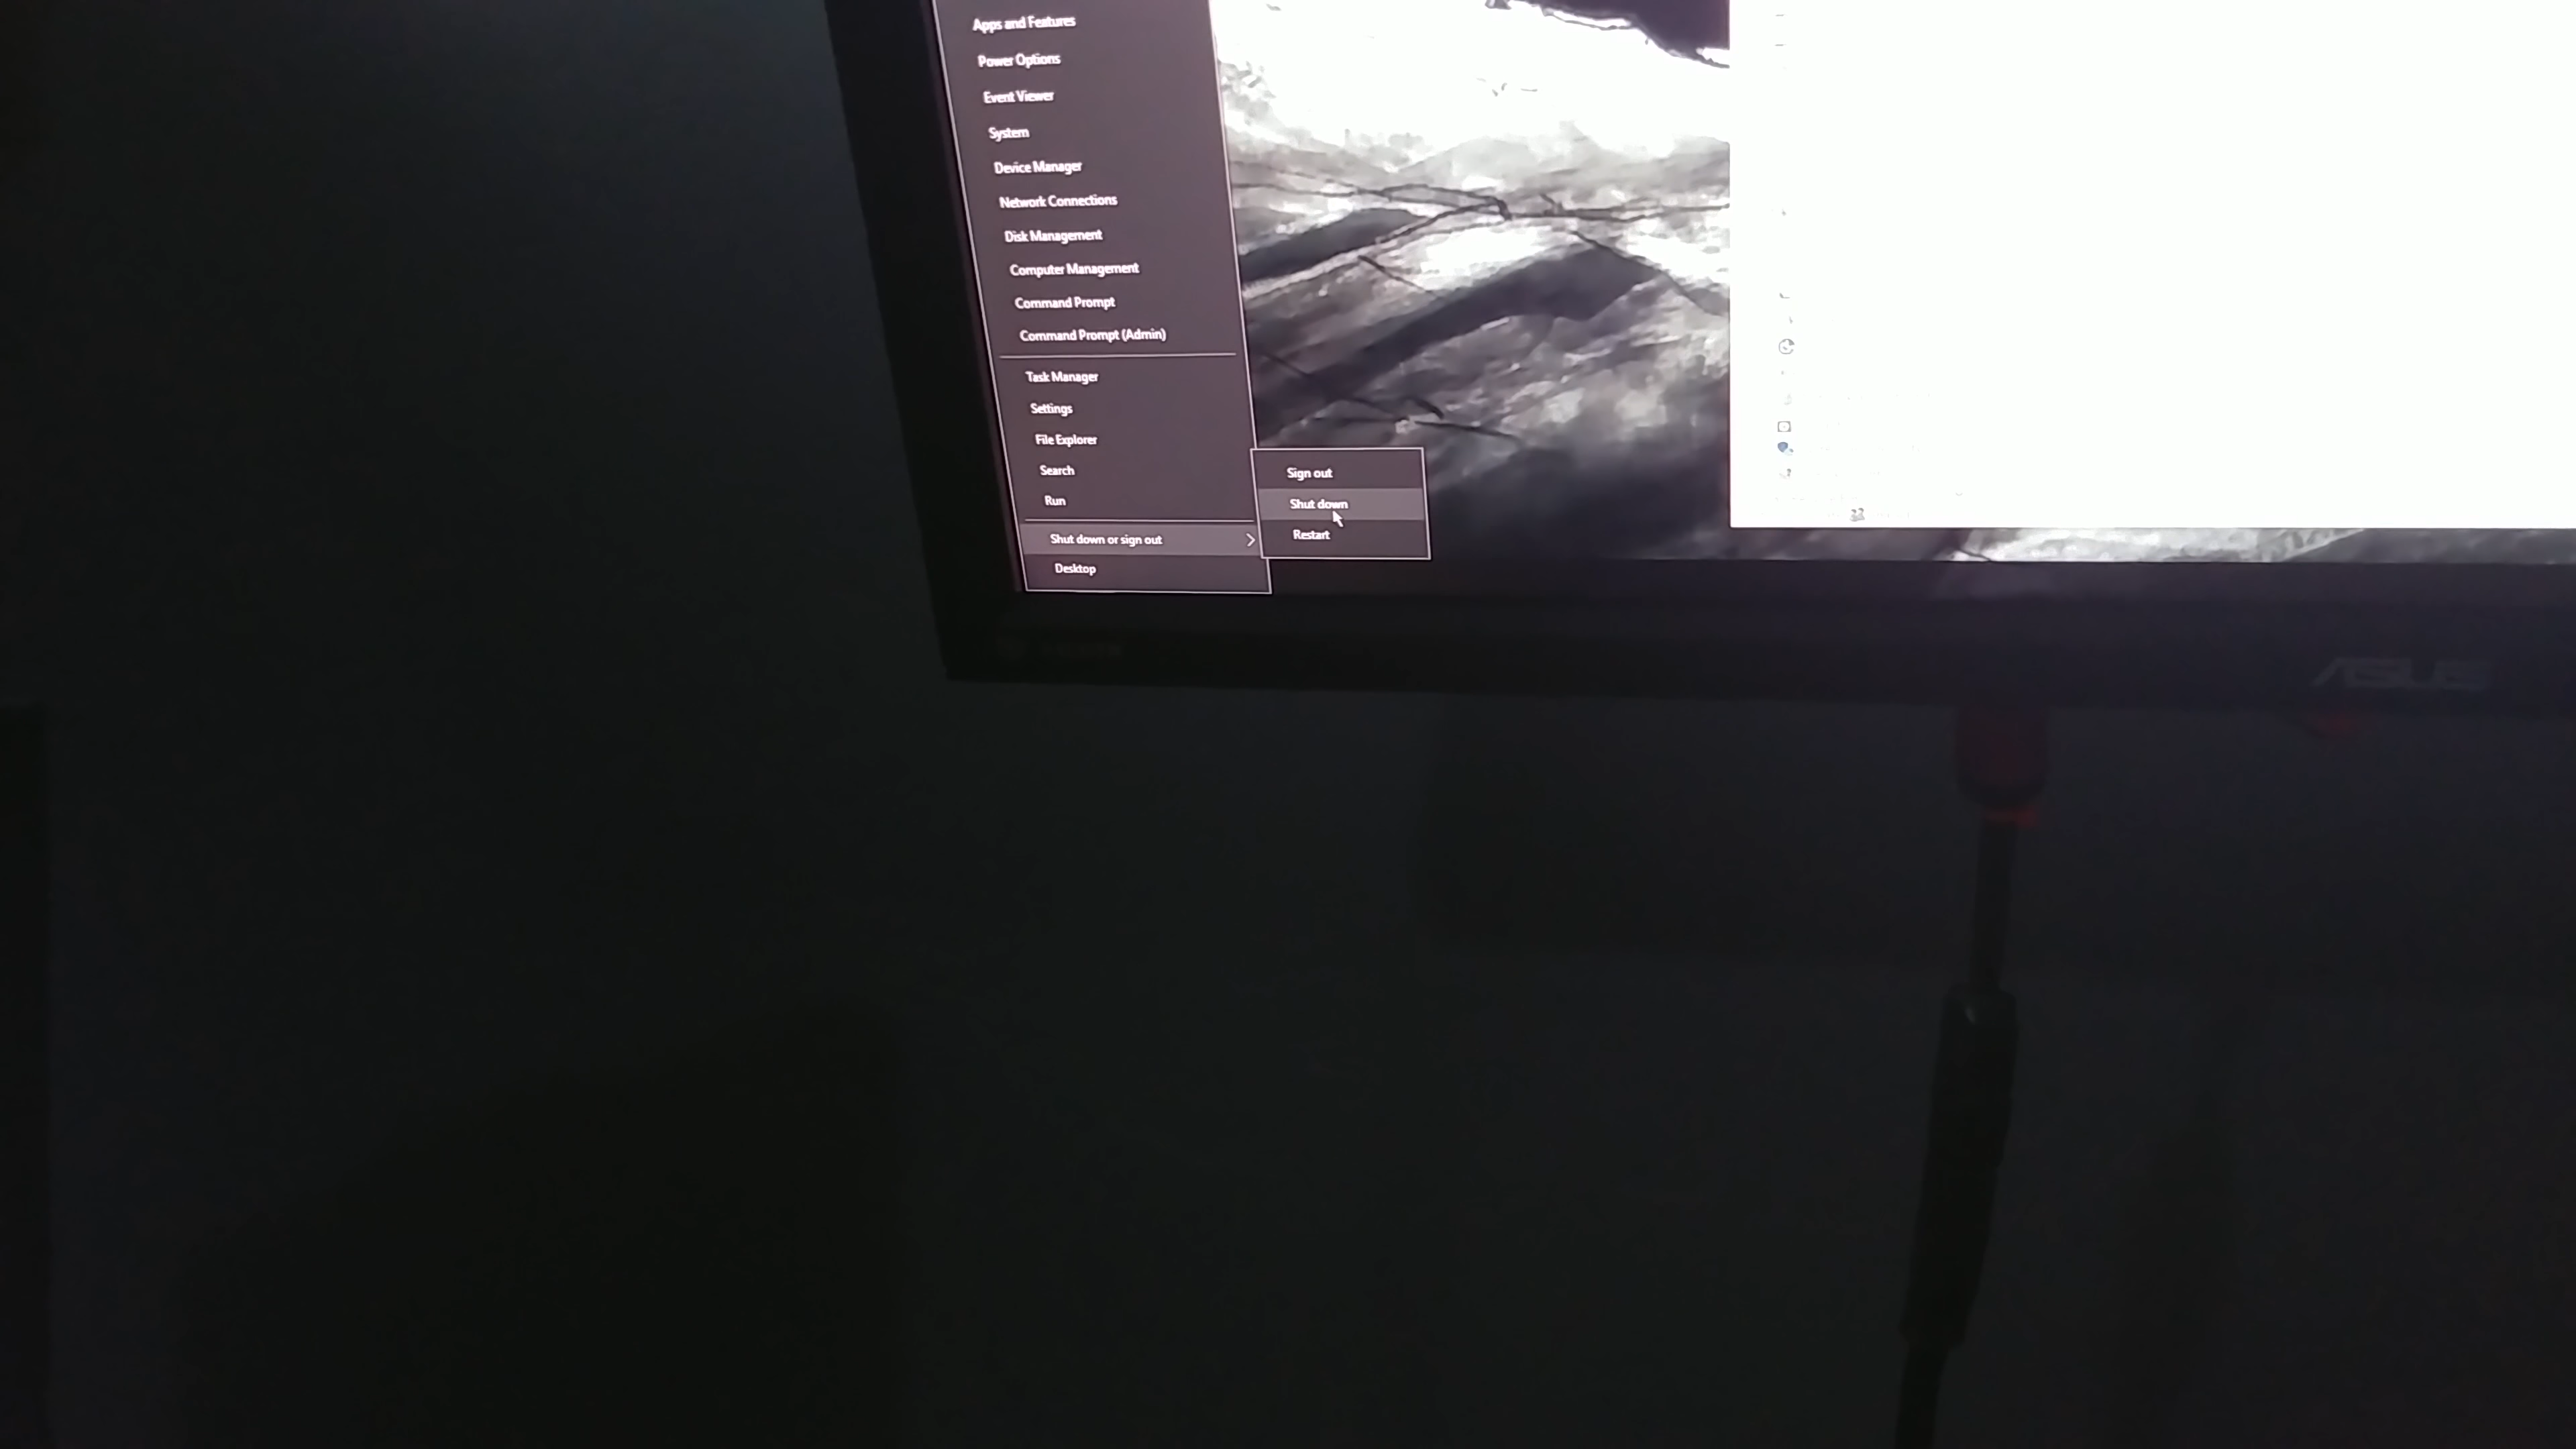 Apps and Features
Power Options
Event Viewer
System
Device Manager
Network Connections
Disk Management
Computer Management
Command Prompt
Command Prompt (Admin)
Task Manager
Settings
File Explorer
Search
Run
Shut down or sign out
Desktop
Sign out
Shut down
Restart
ASUS